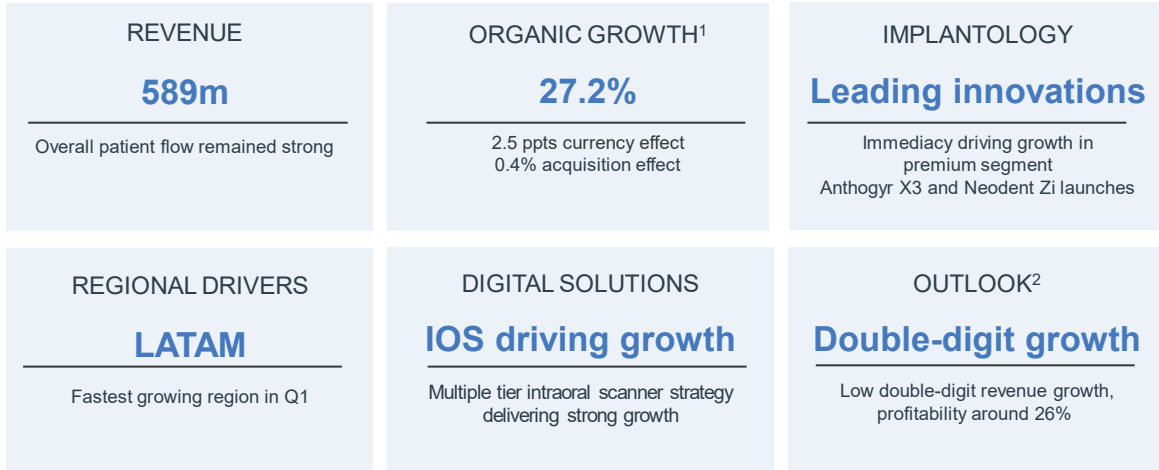 REVENUE
589m
Overall patient flow remained strong
ORGANIC GROWTH¹
27.2%
2.5 ppts currency effect
0.4% acquisition effect
IMPLANTOLOGY
Leading innovations
Immediacy driving growth in
premium segment
Anthogyr X3 and Neodent Zi launches
REGIONAL DRIVERS
LATAM
Fastest growing region in Q1
DIGITAL SOLUTIONS
IOS driving growth
Multiple tier intraoral scanner strategy
delivering strong growth
OUTLOOK²
Double-digit growth
Low double-digit revenue growth,
profitability around 26%